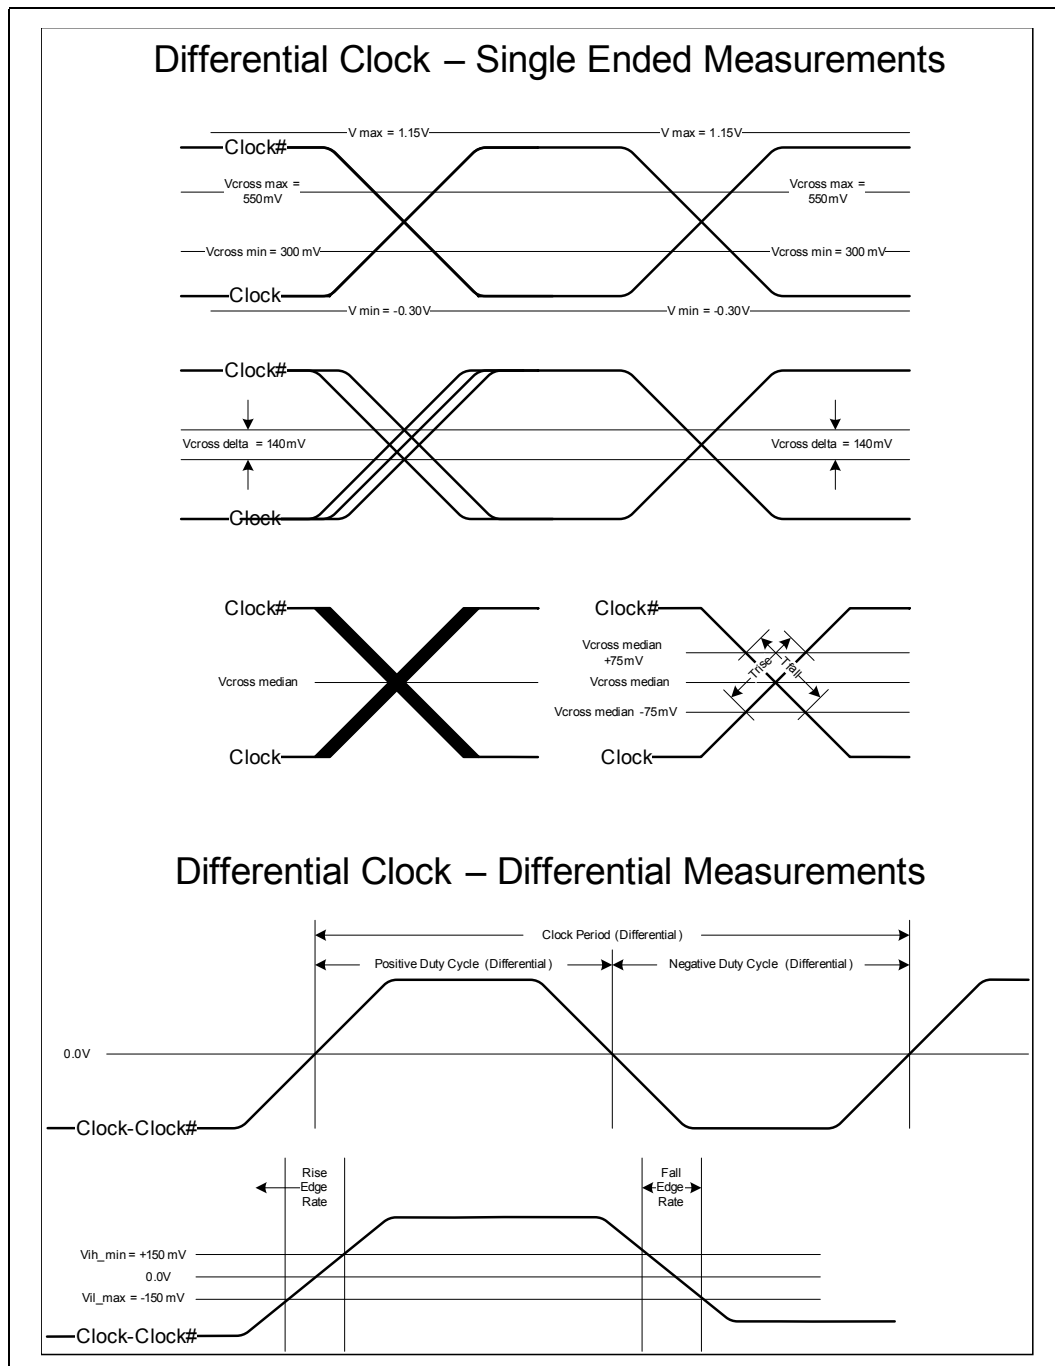 Differential Clock – Single Ended Measurements
V max = 1.15V
V max = 1.15V
Clock#
Vcross max =
550mV
Vcross max =
550mV
Vcross min = 300 mV
Vcross min = 300 mV
Clock
V min = -0.30V
V min = -0.30V
Clock#
Vcross delta = 140mV
Vcross delta = 140mV
Clock
Clock#
Vcross median
Clock
Clock#
Vcross median
+75mV
Vcross median
Vcross median -75mV
Trise
Tfall
Clock
Differential Clock – Differential Measurements
Clock Period (Differential)
Positive Duty Cycle (Differential)
Negative Duty Cycle (Differential)
0.0V
Clock-Clock#
Rise
Edge
Rate
Fall
Edge
Rate
Vih_min = +150 mV
0.0V
Vil_max = -150 mV
Clock-Clock#